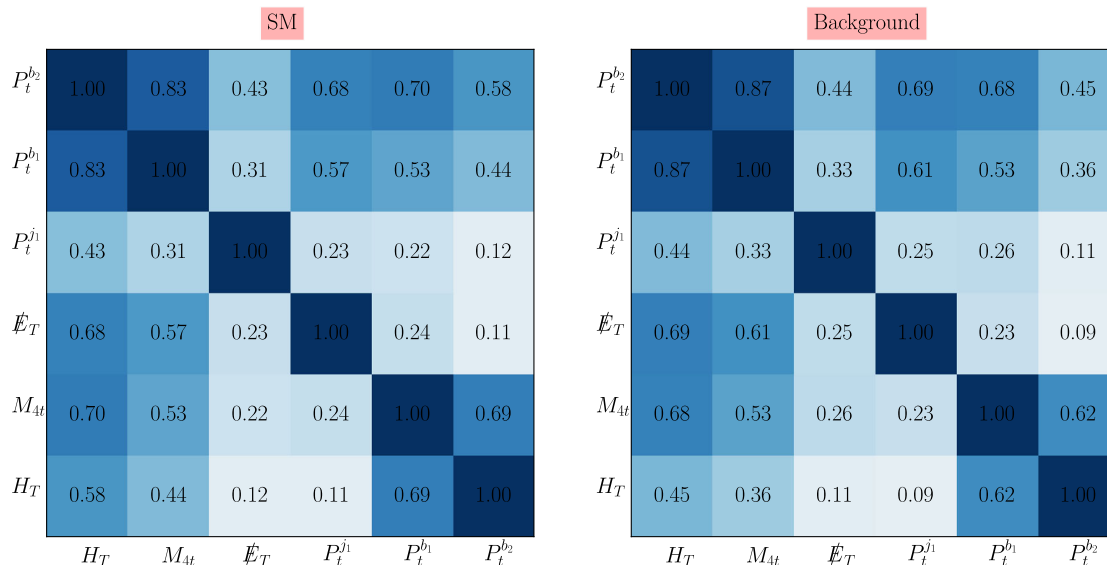 SM
$P_t^{b_2}$ 1.00 0.83 0.43 0.68 0.70 0.58
$P_t^{b_1}$ 0.83 1.00 0.31 0.57 0.53 0.44
$P_t^{j_1}$ 0.43 0.31 1.00 0.23 0.22 0.12
$\not\!E_T$ 0.68 0.57 0.23 1.00 0.24 0.11
$M_{4t}$ 0.70 0.53 0.22 0.24 1.00 0.69
$H_T$ 0.58 0.44 0.12 0.11 0.69 1.00
$H_T$ $M_{4t}$ $\not\!E_T$ $P_t^{j_1}$ $P_t^{b_1}$ $P_t^{b_2}$
Background
$P_t^{b_2}$ 1.00 0.87 0.44 0.69 0.68 0.45
$P_t^{b_1}$ 0.87 1.00 0.33 0.61 0.53 0.36
$P_t^{j_1}$ 0.44 0.33 1.00 0.25 0.26 0.11
$\not\!E_T$ 0.69 0.61 0.25 1.00 0.23 0.09
$M_{4t}$ 0.68 0.53 0.26 0.23 1.00 0.62
$H_T$ 0.45 0.36 0.11 0.09 0.62 1.00
$H_T$ $M_{4t}$ $\not\!E_T$ $P_t^{j_1}$ $P_t^{b_1}$ $P_t^{b_2}$